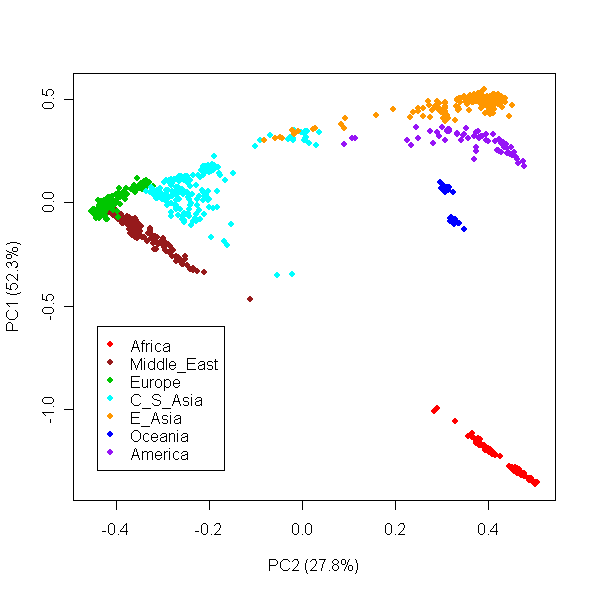 0.5
0.0
-0.5
-1.0
PC1 (52.3%)
Africa
Middle_East
Europe
C_S_Asia
E_Asia
Oceania
America
-0.4 -0.2 0.0 0.2 0.4
PC2 (27.8%)